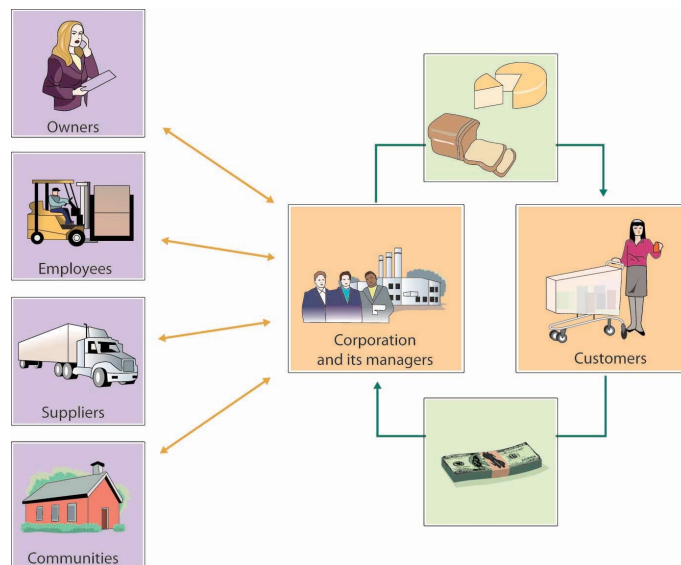 Owners
Employees
Suppliers
Communities
Corporation
and its managers
Customers